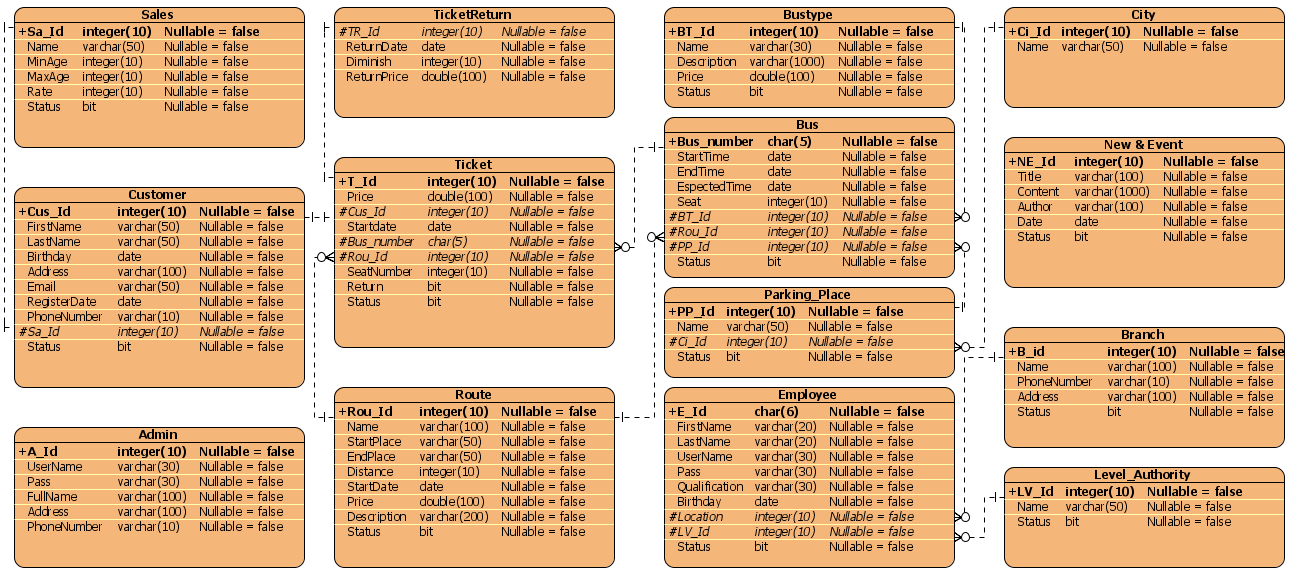 Sales
+Sa_Id integer(10) Nullable = false
Name varchar(50) Nullable = false
MinAge integer(10) Nullable = false
MaxAge integer(10) Nullable = false
Rate integer(10) Nullable = false
Status bit Nullable = false
Customer
+Cus_Id integer(10) Nullable = false
FirstName varchar(50) Nullable = false
LastName varchar(50) Nullable = false
Birthday date Nullable = false
Address varchar(100) Nullable = false
Email varchar(50) Nullable = false
RegisterDate date Nullable = false
PhoneNumber varchar(10) Nullable = false
#Sa_Id integer(10) Nullable = false
Status bit Nullable = false
Admin
+A_Id integer(10) Nullable = false
UserName varchar(30) Nullable = false
Pass varchar(30) Nullable = false
FullName varchar(100) Nullable = false
Address varchar(100) Nullable = false
PhoneNumber varchar(10) Nullable = false
TicketReturn
#TR_Id integer(10) Nullable = false
ReturnDate date Nullable = false
Diminish integer(10) Nullable = false
ReturnPrice double(100) Nullable = false
Ticket
+T_Id integer(10) Nullable = false
Price double(100) Nullable = false
#Cus_Id integer(10) Nullable = false
Startdate date Nullable = false
#Bus_number char(5) Nullable = false
#Rou_Id integer(10) Nullable = false
SeatNumber integer(10) Nullable = false
Return bit Nullable = false
Status bit Nullable = false
Route
+Rou_Id integer(10) Nullable = false
Name varchar(100) Nullable = false
StartPlace varchar(50) Nullable = false
EndPlace varchar(50) Nullable = false
Distance integer(10) Nullable = false
StartDate date Nullable = false
Price double(100) Nullable = false
Description varchar(200) Nullable = false
Status bit Nullable = false
Bustype
+BT_Id integer(10) Nullable = false
Name varchar(30) Nullable = false
Description varchar(1000) Nullable = false
Price double(100) Nullable = false
Status bit Nullable = false
Bus
+Bus_number char(5) Nullable = false
StartTime date Nullable = false
EndTime date Nullable = false
EspectedTime date Nullable = false
Seat integer(10) Nullable = false
#BT_Id integer(10) Nullable = false
#Rou_Id integer(10) Nullable = false
#PP_Id integer(10) Nullable = false
Status bit Nullable = false
Parking_Place
+PP_Id integer(10) Nullable = false
Name varchar(50) Nullable = false
#Ci_Id integer(10) Nullable = false
Status bit Nullable = false
Employee
+E_Id char(6) Nullable = false
FirstName varchar(20) Nullable = false
LastName varchar(20) Nullable = false
UserName varchar(30) Nullable = false
Pass varchar(30) Nullable = false
Qualification varchar(30) Nullable = false
Birthday date Nullable = false
#Location integer(10) Nullable = false
#LV_Id integer(10) Nullable = false
Status bit Nullable = false
City
+Ci_Id integer(10) Nullable = false
Name varchar(50) Nullable = false
New & Event
+NE_Id integer(10) Nullable = false
Title varchar(100) Nullable = false
Content varchar(1000) Nullable = false
Author varchar(100) Nullable = false
Date date Nullable = false
Status bit Nullable = false
Branch
+B_id integer(10) Nullable = false
Name varchar(100) Nullable = false
PhoneNumber varchar(10) Nullable = false
Address varchar(100) Nullable = false
Status bit Nullable = false
Level_Authority
+LV_Id integer(10) Nullable = false
Name varchar(50) Nullable = false
Status bit Nullable = false